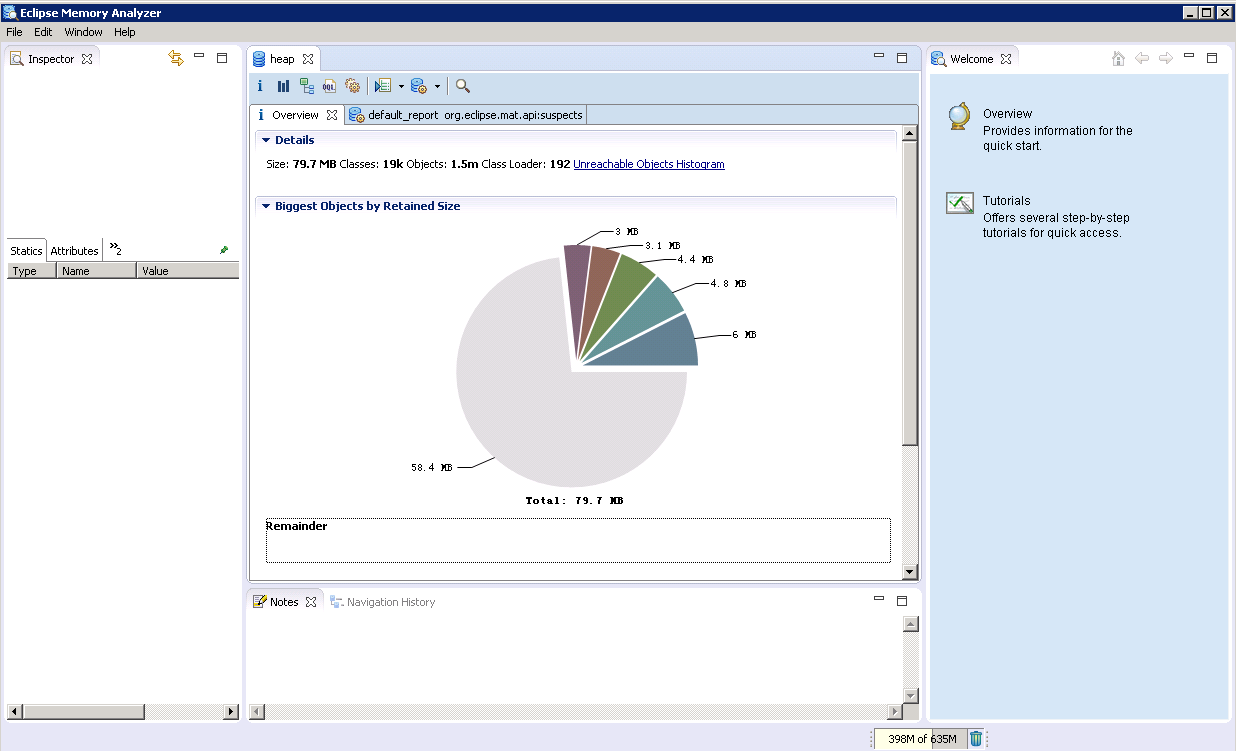 Eclipse Memory Analyzer
File Edit Window Help
Inspector
Statics Attributes »2
Type Name Value
heap
OQL
Overview default_report org.eclipse.mat.api:suspects
Details
Size: 79.7 MB Classes: 19k Objects: 1.5m Class Loader: 192 Unreachable Objects Histogram
Biggest Objects by Retained Size
3 MB
3.1 MB
4.4 MB
4.8 MB
6 MB
58.4 MB
Total: 79.7 MB
Remainder
Notes Navigation History
Welcome
Overview
Provides information for the
quick start.
Tutorials
Offers several step-by-step
tutorials for quick access.
398M of 635M